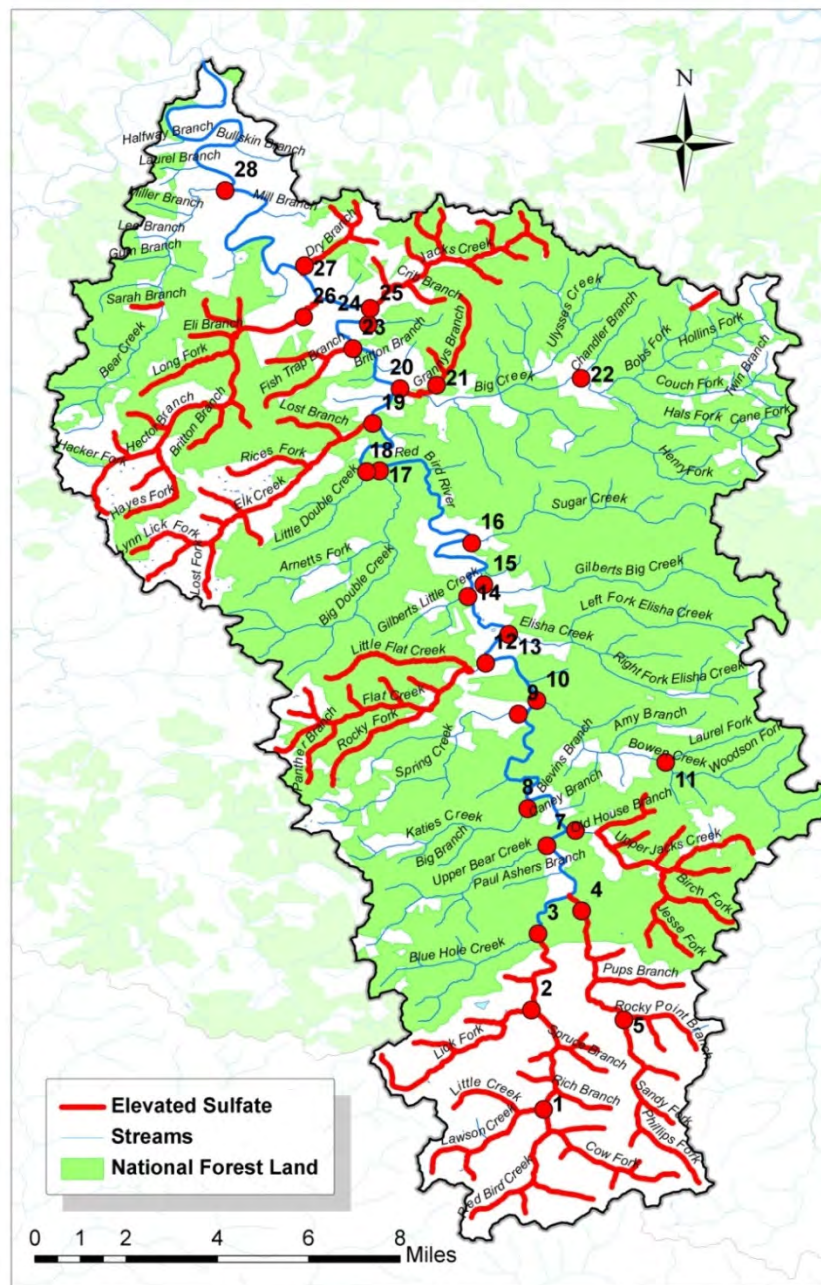 N
Halfway Branch
Bullskin Branch
Laurel Branch
28
Miller Branch
Mill Branch
Lee Branch
Gum Branch
Dry Branch
Jacks Creek
27
Crib Branch
Sarah Branch
26
24
25
Ulysses Creek
Eli Branch
23
Chandler Branch
Hollins Fork
Bear Creek
Long Fork
Britton Branch
Bobs Fork
Fish Trap Branch
Grannys Branch
Twin Branch
20
21
Big Creek
22
Couch Fork
19
Lost Branch
Hector Branch
Britton Branch
Hals Fork
Cane Fork
Hacker Fork
Rices Fork
18
Red
Bird River
Henry Fork
17
Hayes Fork
Elk Creek
Little Double Creek
Sugar Creek
Lynn Lick Fork
16
Lost Fork
Arnetts Fork
Big Double Creek
15
Gilberts Big Creek
Gilberts Little Creek
14
Left Fork Elisha Creek
Elisha Creek
12
13
Little Flat Creek
Right Fork Elisha Creek
Flat Creek
10
9
Panther Branch
Rocky Fork
Amy Branch
Laurel Fork
Spring Creek
Blevins Branch
Bowen Creek
Woodson Fork
11
8
Caney Branch
Katies Creek
7
Old House Branch
Big Branch
Upper Bear Creek
Upper Jacks Creek
Paul Ashers Branch
Birch Fork
4
3
Jesse Fork
Blue Hole Creek
Pups Branch
2
Rocky Point Branch
5
Lick Fork
Spruce Branch
Little Creek
Rich Branch
Sandy Fork
1
Lawson Creek
Phillips Fork
Cow Fork
Red Bird Creek
Elevated Sulfate
Streams
National Forest Land
0 2 4 8
Miles